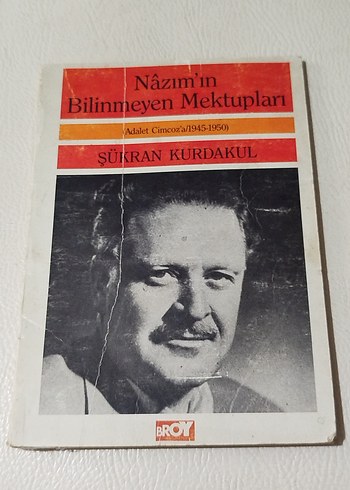 Nâzım'ın
Bilinmeyen Mektupları
(Adalet Cimcoz'a/1945-1950)
ŞÜKRAN KURDAKUL
BROY